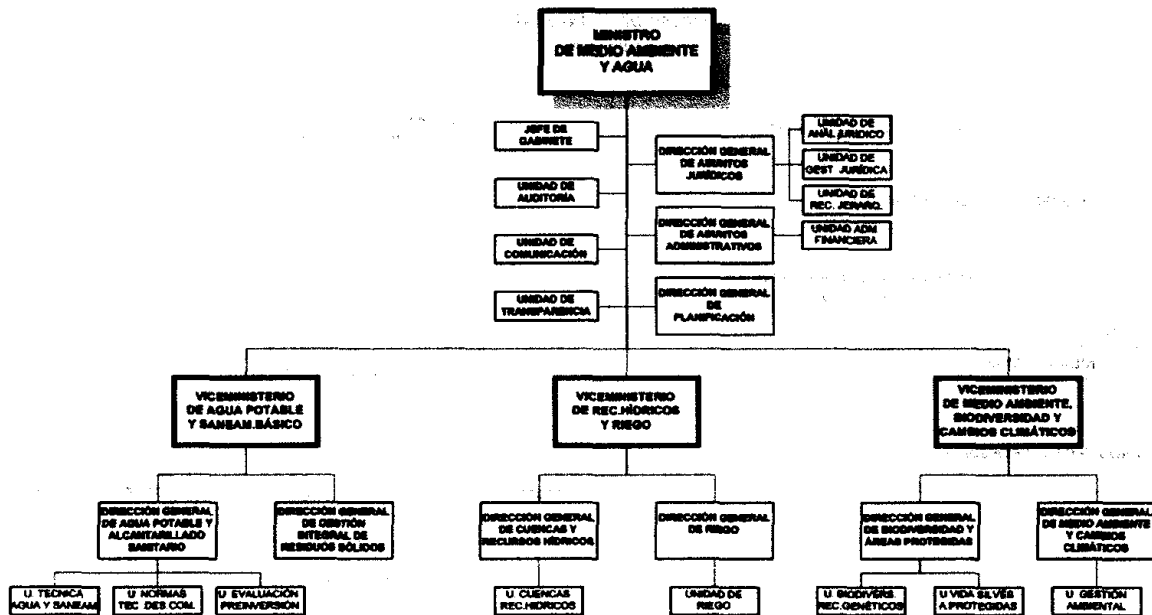 MINISTRO
DE MEDIO AMBIENTE
Y AGUA
JEFE DE
GABINETE
UNIDAD DE
AUDITORÍA
UNIDAD DE
COMUNICACIÓN
UNIDAD DE
TRANSPARENCIA
DIRECCIÓN GENERAL
DE ASUNTOS
JURÍDICOS
UNIDAD DE
ANÁL.JURÍDICO
UNIDAD DE
GEST. JURÍDICA
UNIDAD DE
REC. JERARQ.
DIRECCIÓN GENERAL
DE ASUNTOS
ADMINISTRATIVOS
UNIDAD ADM
FINANCIERA
DIRECCIÓN GENERAL
DE
PLANIFICACIÓN
VICEMINISTERIO
DE AGUA POTABLE
Y SANEAM.BÁSICO
VICEMINISTERIO
DE REC.HÍDRICOS
Y RIEGO
VICEMINISTERIO
DE MEDIO AMBIENTE,
BIODIVERSIDAD Y
CAMBIOS CLIMÁTICOS
DIRECCIÓN GENERAL
DE AGUA POTABLE Y
ALCANTARILLADO
SANITARIO
DIRECCIÓN GENERAL
DE GESTIÓN
INTEGRAL DE
RESIDUOS SÓLIDOS
DIRECCIÓN GENERAL
DE CUENCAS Y
RECURSOS HÍDRICOS
DIRECCIÓN GENERAL
DE RIEGO
DIRECCIÓN GENERAL
DE BIODIVERSIDAD Y
ÁREAS PROTEGIDAS
DIRECCIÓN GENERAL
DE MEDIO AMBIENTE
Y CAMBIOS
CLIMÁTICOS
U. TECNICA
AGUA Y SANEAM.
U. NORMAS
TEC. DES COM.
U EVALUACIÓN
PREINVERSIÓN
U. CUENCAS
REC.HIDRICOS
UNIDAD DE
RIEGO
U. BIODIVERS.
REC.GENÉTICOS
U VIDA SILVES
A PROTEGIDAS
U GESTIÓN
AMBIENTAL